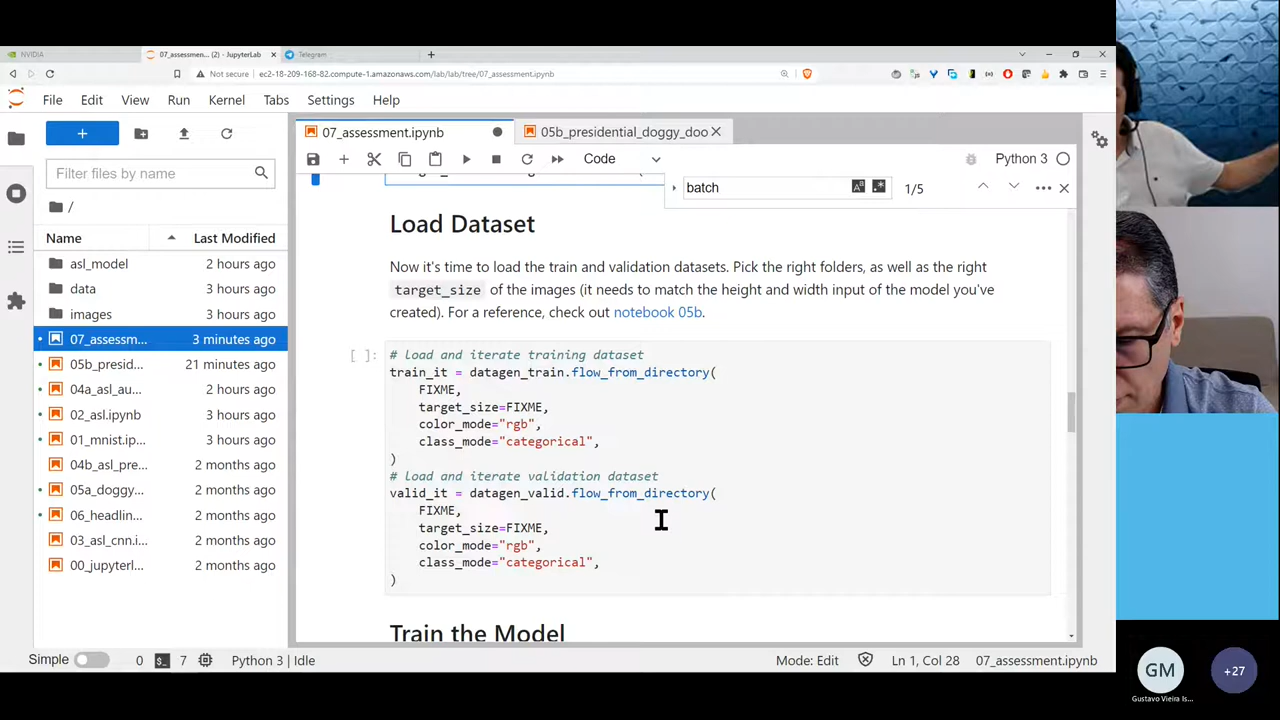 NVIDIA
07_assessmen... (2) - JupyterLab
Telegram
Not secure
ec2-18-209-168-82.compute-1.amazonaws.com/lab/lab/tree/07_assessment.ipynb
File
Edit
View
Run
Kernel
Tabs
Settings
Help
Filter files by name
/
Name
Last Modified
asl_model
2 hours ago
data
3 hours ago
images
3 hours ago
07_assessm...
3 minutes ago
05b_presid...
21 minutes ago
04a_asl_au...
2 hours ago
02_asl.ipynb
3 hours ago
01_mnist.ip...
3 hours ago
04b_asl_pre...
2 months ago
05a_doggy...
2 months ago
06_headlin...
2 months ago
03_asl_cnn.i...
2 months ago
00_jupyterl...
2 months ago
07_assessment.ipynb
05b_presidential_doggy_doo
Code
Python 3
batch
1/5
Load Dataset
Now it's time to load the train and validation datasets. Pick the right folders, as well as the right
target_size of the images (it needs to match the height and width input of the model you've
created). For a reference, check out notebook 05b.
[ ]:
# load and iterate training dataset
train_it = datagen_train.flow_from_directory(
FIXME,
target_size=FIXME,
color_mode="rgb",
class_mode="categorical",
)
# load and iterate validation dataset
valid_it = datagen_valid.flow_from_directory(
FIXME,
target_size=FIXME,
color_mode="rgb",
class_mode="categorical",
)
Train the Model
Simple
0
7
Python 3 | Idle
Mode: Edit
Ln 1, Col 28
07_assessment.ipynb
GM
Gustavo Vieira Is...
+27